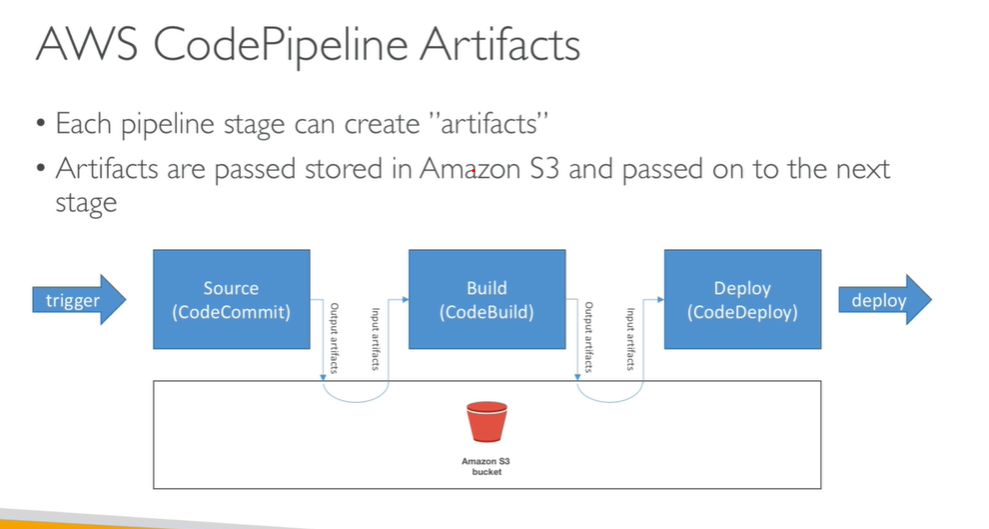 AWS CodePipeline Artifacts
• Each pipeline stage can create ”artifacts”
• Artifacts are passed stored in Amazon S3 and passed on to the next
stage
trigger
Source
(CodeCommit)
Output artifacts
Input artifacts
Build
(CodeBuild)
Output artifacts
Input artifacts
Deploy
(CodeDeploy)
deploy
Amazon S3
bucket